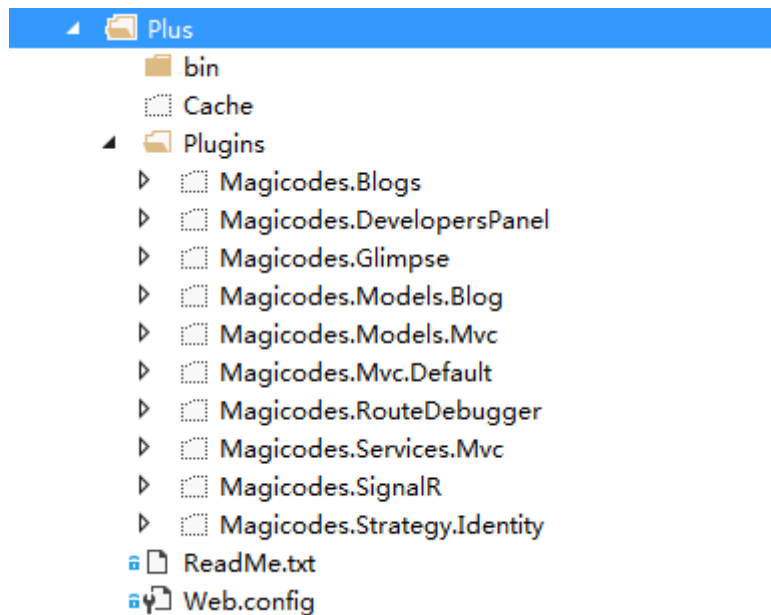 Plus
bin
Cache
Plugins
Magicodes.Blogs
Magicodes.DevelopersPanel
Magicodes.Glimpse
Magicodes.Models.Blog
Magicodes.Models.Mvc
Magicodes.Mvc.Default
Magicodes.RouteDebugger
Magicodes.Services.Mvc
Magicodes.SignalR
Magicodes.Strategy.Identity
ReadMe.txt
Web.config